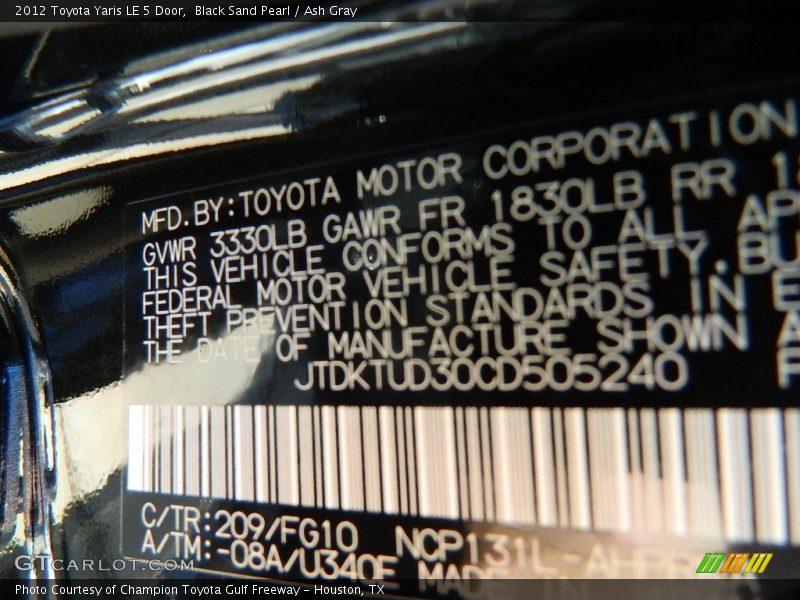 2012 Toyota Yaris LE 5 Door, Black Sand Pearl / Ash Gray
MFD.BY:TOYOTA MOTOR CORPORATION
GVWR 3330LB GAWR FR 1830LB RR
THIS VEHICLE CONFORMS TO ALL AP
FEDERAL MOTOR VEHICLE SAFETY.BU
THEFT PREVENTION STANDARDS IN E
THE DATE OF MANUFACTURE SHOWN A
JTDKTUD30CD505240
C/TR:209/FG10 NCP131L-
A/TM:-08A/U340E MADE
GTCarLot.com
Photo Courtesy of Champion Toyota Gulf Freeway - Houston, TX